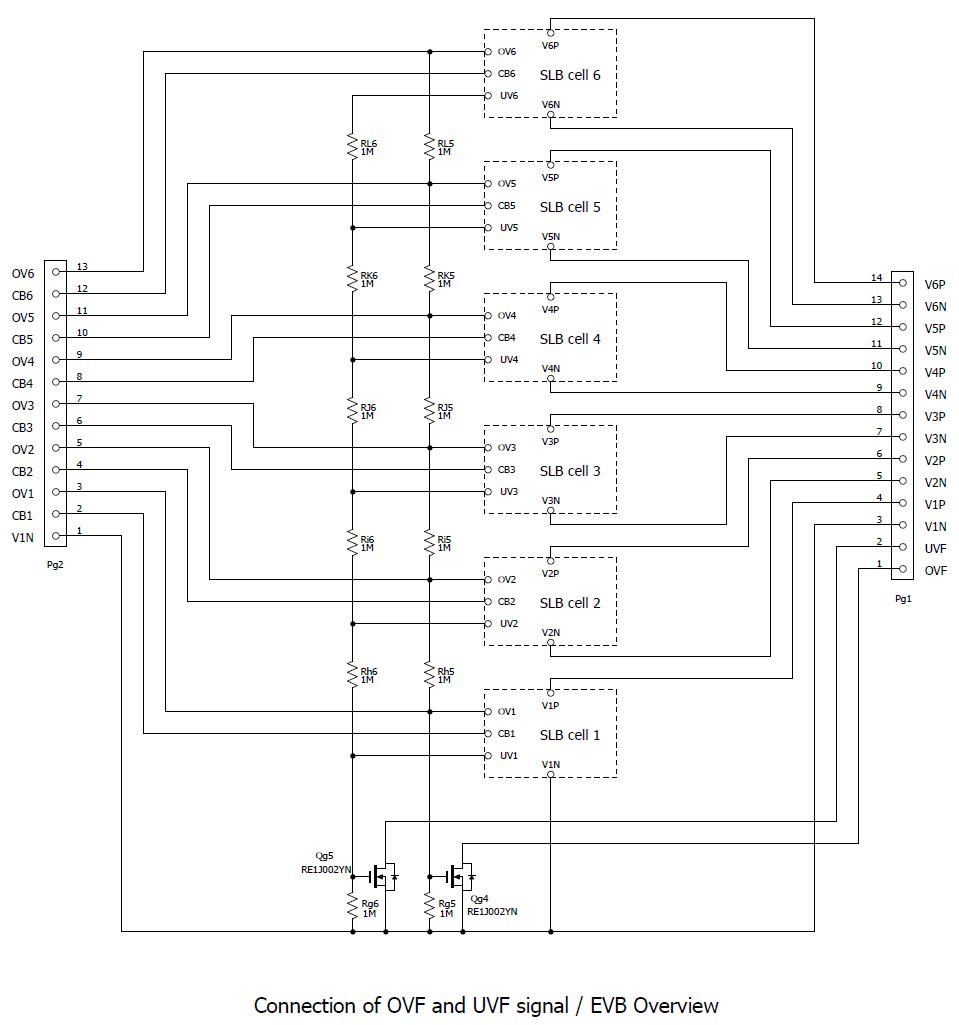 V6P
OV6
CB6
SLB cell 6
UV6
V6N
RL6
1M
RL5
1M
V5P
OV5
CB5
SLB cell 5
UV5
V5N
RK6
1M
RK5
1M
V4P
OV4
CB4
SLB cell 4
UV4
V4N
RJ6
1M
RJ5
1M
V3P
OV3
CB3
SLB cell 3
UV3
V3N
Ri6
1M
Ri5
1M
V2P
OV2
CB2
SLB cell 2
UV2
V2N
Rh6
1M
Rh5
1M
V1P
OV1
CB1
SLB cell 1
UV1
V1N
OV6 13
CB6 12
OV5 11
CB5 10
OV4 9
CB4 8
OV3 7
CB3 6
OV2 5
CB2 4
OV1 3
CB1 2
V1N 1
Pg2
14 V6P
13 V6N
12 V5P
11 V5N
10 V4P
9 V4N
8 V3P
7 V3N
6 V2P
5 V2N
4 V1P
3 V1N
2 UVF
1 OVF
Pg1
Qg5
RE1J002YN
Rg6
1M
Rg5
1M
Qg4
RE1J002YN
Connection of OVF and UVF signal / EVB Overview